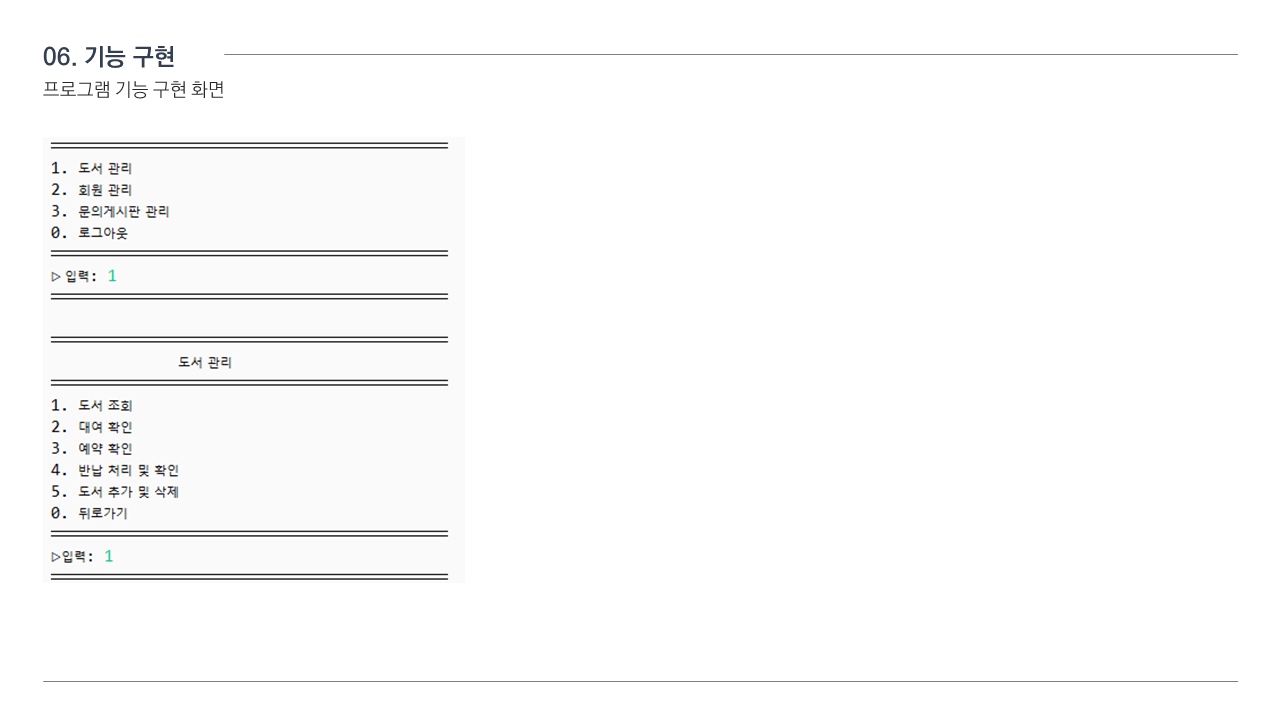 06. 기능 구현
프로그램 기능 구현 화면
1. 도서 관리
2. 회원 관리
3. 문의게시판 관리
0. 로그아웃
▷ 입력: 1
도서 관리
1. 도서 조회
2. 대여 확인
3. 예약 확인
4. 반납 처리 및 확인
5. 도서 추가 및 삭제
0. 뒤로가기
▷입력: 1